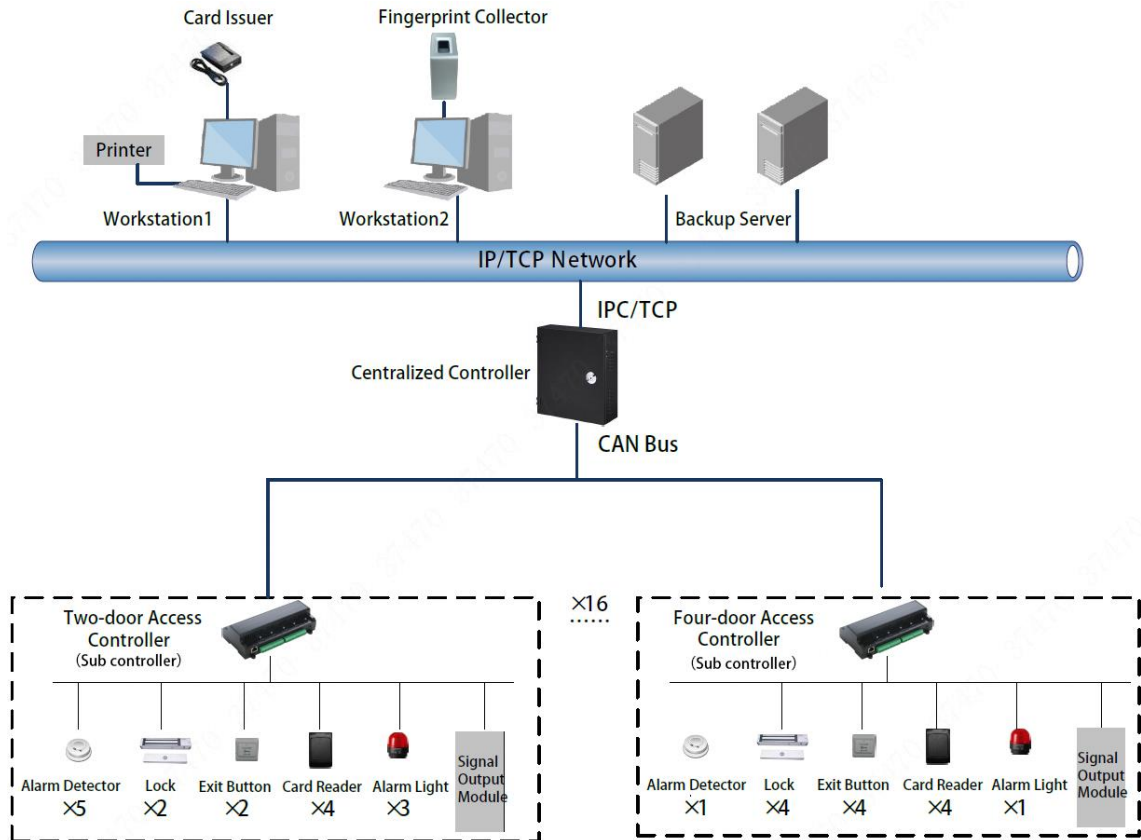 Card Issuer
Fingerprint Collector
Printer
Workstation1
Workstation2
Backup Server
IP/TCP Network
IPC/TCP
Centralized Controller
CAN Bus
×16
......
Two-door Access
Controller
(Sub controller)
Alarm Detector
×5
Lock
×2
Exit Button
×2
Card Reader
×4
Alarm Light
×3
Signal
Output
Module
Four-door Access
Controller
(Sub controller)
Alarm Detector
×1
Lock
×4
Exit Button
×4
Card Reader
×4
Alarm Light
×1
Signal
Output
Module